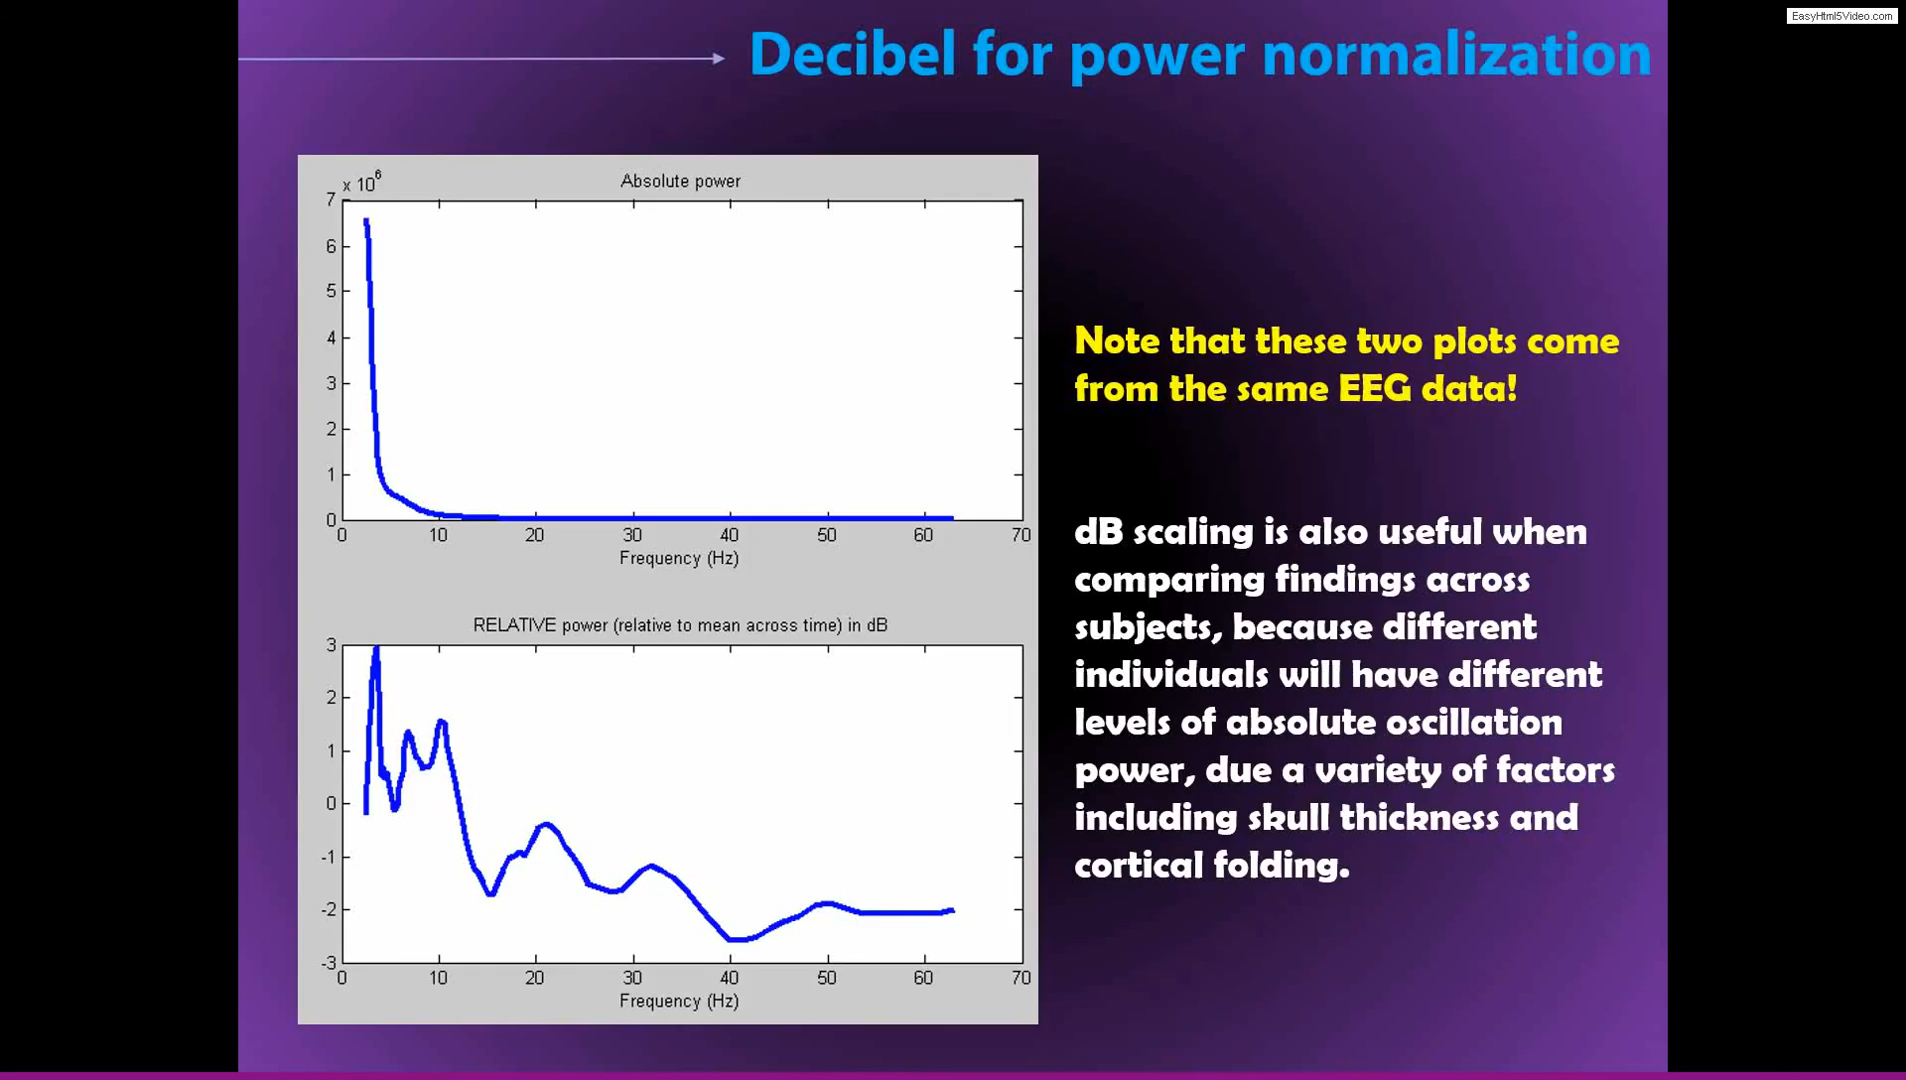 EasyHtml5Video.com
Decibel for power normalization
x 10^6
Absolute power
7
6
5
4
3
2
1
0
0 10 20 30 40 50 60 70
Frequency (Hz)
RELATIVE power (relative to mean across time) in dB
3
2
1
0
-1
-2
-3
0 10 20 30 40 50 60 70
Frequency (Hz)
Note that these two plots come
from the same EEG data!
dB scaling is also useful when
comparing findings across
subjects, because different
individuals will have different
levels of absolute oscillation
power, due a variety of factors
including skull thickness and
cortical folding.